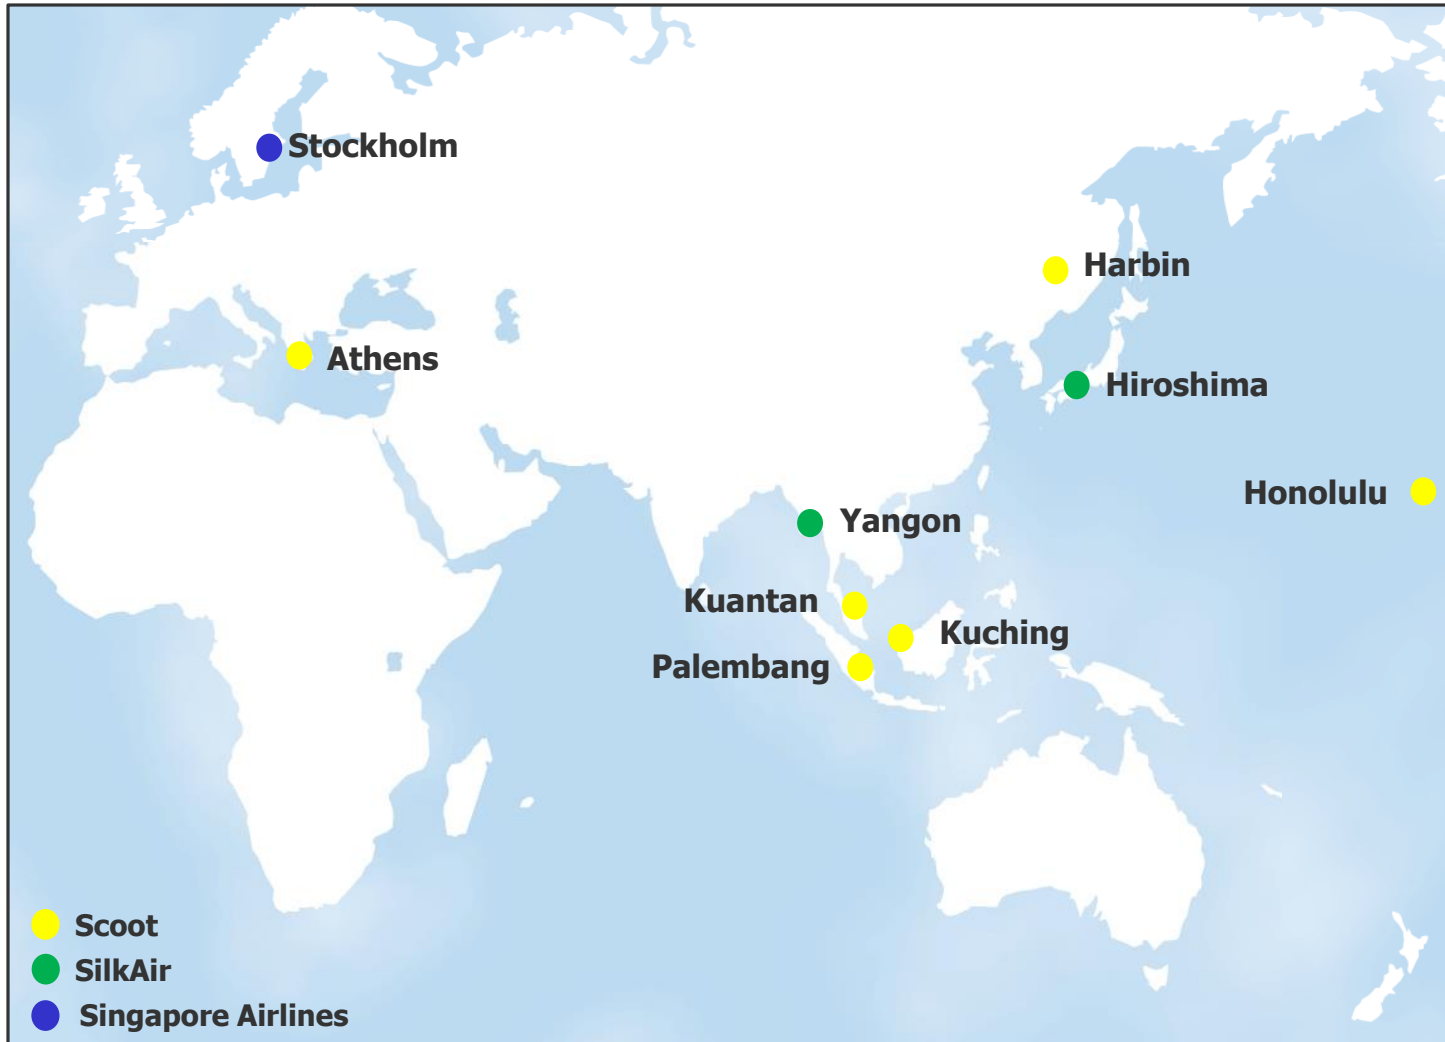 Stockholm
Harbin
Athens
Hiroshima
Honolulu
Yangon
Kuantan
Kuching
Palembang
Scoot
SilkAir
Singapore Airlines